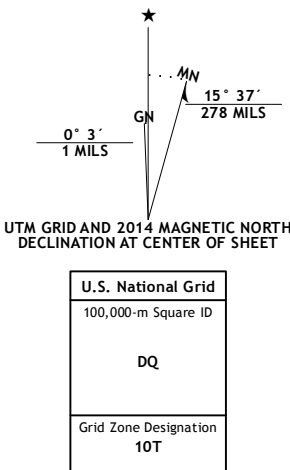 MN
15° 37´
278 MILS
GN
0° 3´
1 MILS
UTM GRID AND 2014 MAGNETIC NORTH
DECLINATION AT CENTER OF SHEET
U.S. National Grid
100,000-m Square ID
DQ
Grid Zone Designation
10T